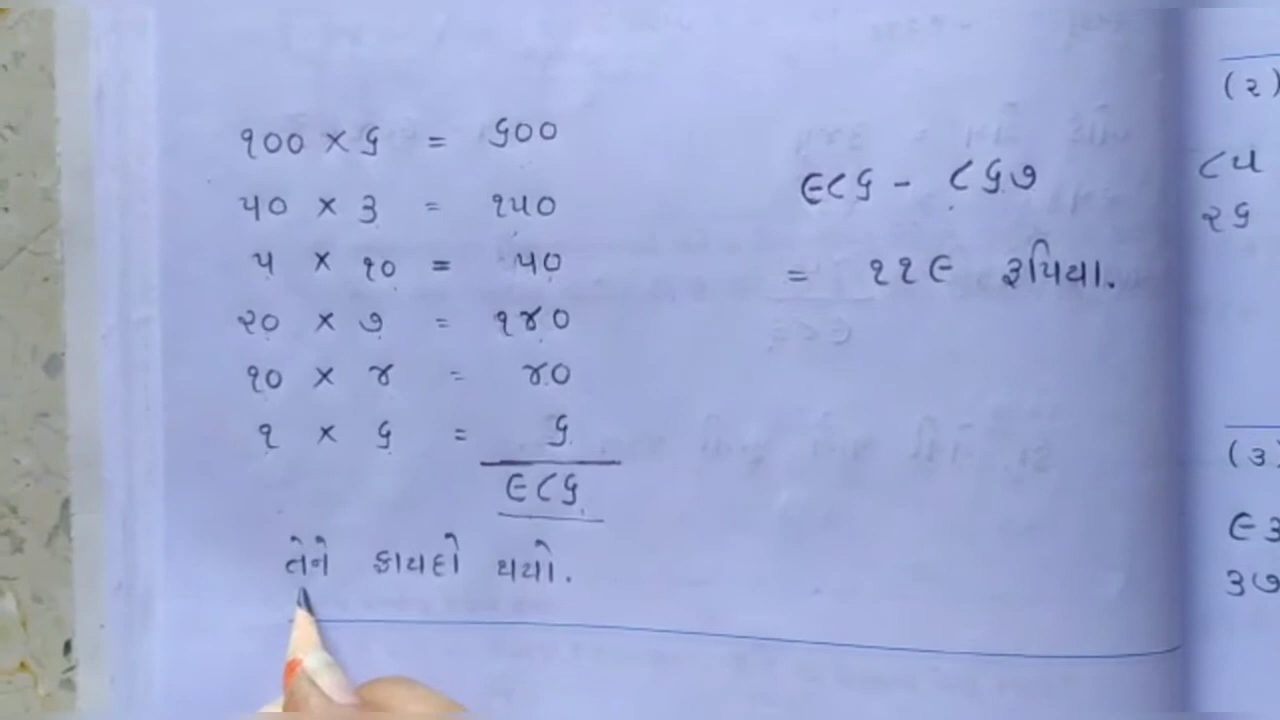 ૧૦૦ × ૬ = ૬૦૦
૫૦ × ૩ = ૧૫૦
૫ × ૧૦ = ૫૦
૨૦ × ૭ = ૧૪૦
૧૦ × ૪ = ૪૦
૧ × ૬ = ૬
૯૮૬
તેને ફાયદો થયો.
૯૮૬ - ૮૬૭
= ૧૧૯ રૂપિયા.
(૨)
૮૫
૨૬
(૩)
૯૩
૩૭